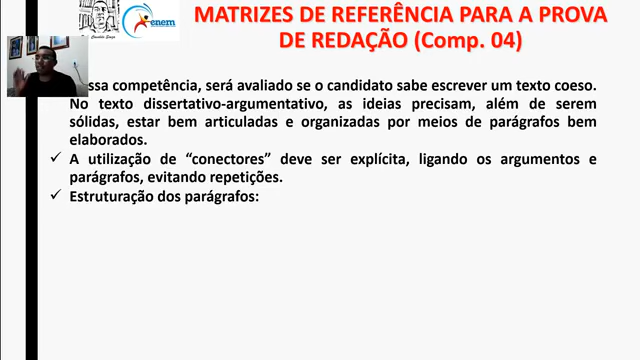 MATRIZES DE REFERÊNCIA PARA A PROVA
DE REDAÇÃO (Comp. 04)
enem
ssa competência, será avaliado se o candidato sabe escrever um texto coeso.
No texto dissertativo-argumentativo, as ideias precisam, além de serem
sólidas, estar bem articuladas e organizadas por meios de parágrafos bem
elaborados.
✓ A utilização de “conectores” deve ser explícita, ligando os argumentos e
parágrafos, evitando repetições.
✓ Estruturação dos parágrafos: